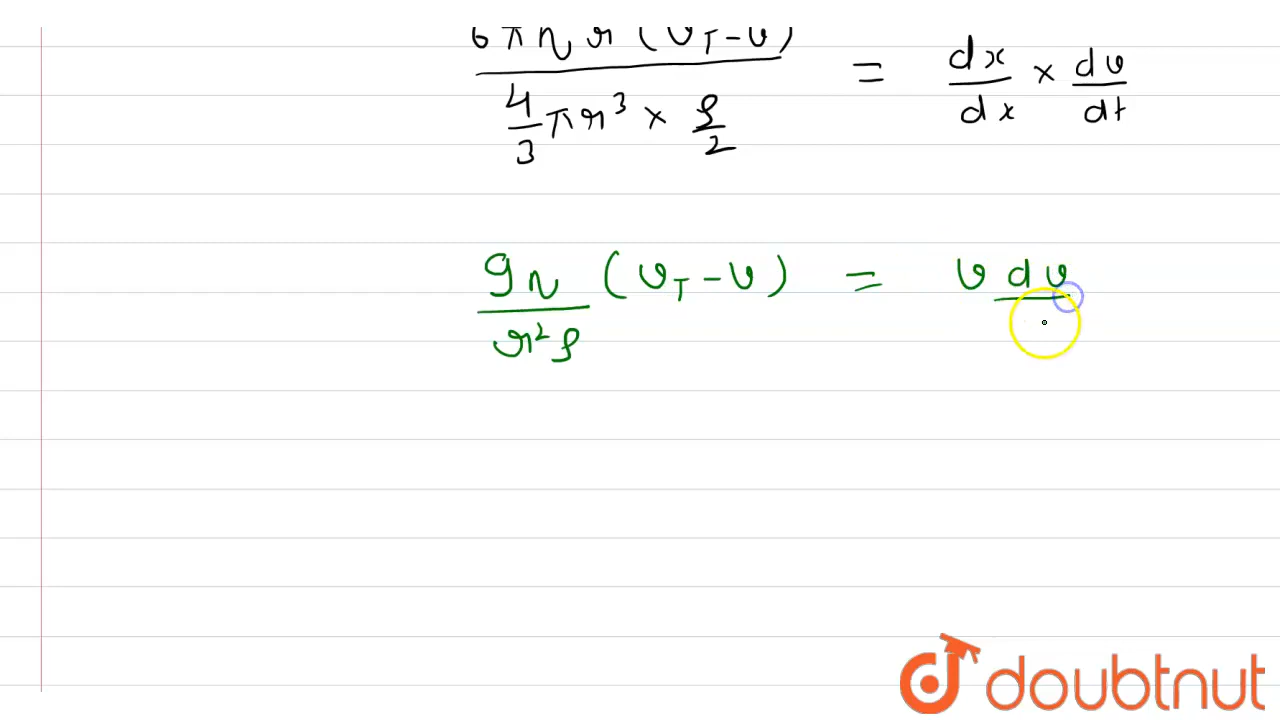 6πηr(v_T-v) / (4/3 πr³ × ρ/2) = dx/dx × dv/dt
9η/r²ρ (v_T-v) = v dv
doubtnut